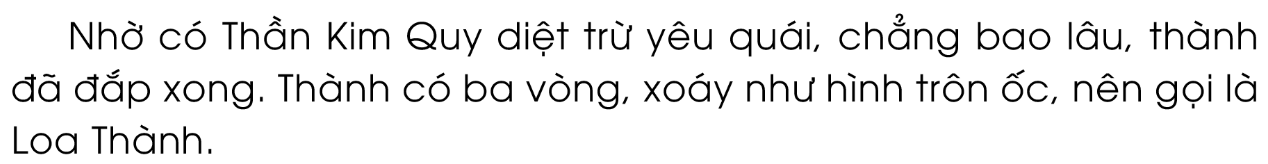 Nhờ có Thần Kim Quy diệt trừ yêu quái, chẳng bao lâu, thành
đã đắp xong. Thành có ba vòng, xoáy như hình trôn ốc, nên gọi là
Loa Thành.